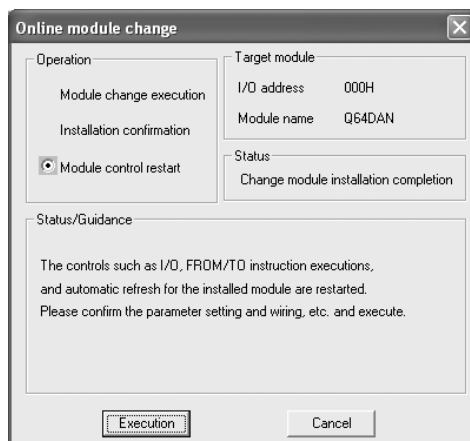 Online module change
Operation
Module change execution
Installation confirmation
Module control restart
Target module
I/O address 000H
Module name Q64DAN
Status
Change module installation completion
Status/Guidance
The controls such as I/O, FROM/TO instruction executions,
and automatic refresh for the installed module are restarted.
Please confirm the parameter setting and wiring, etc. and execute.
Execution Cancel